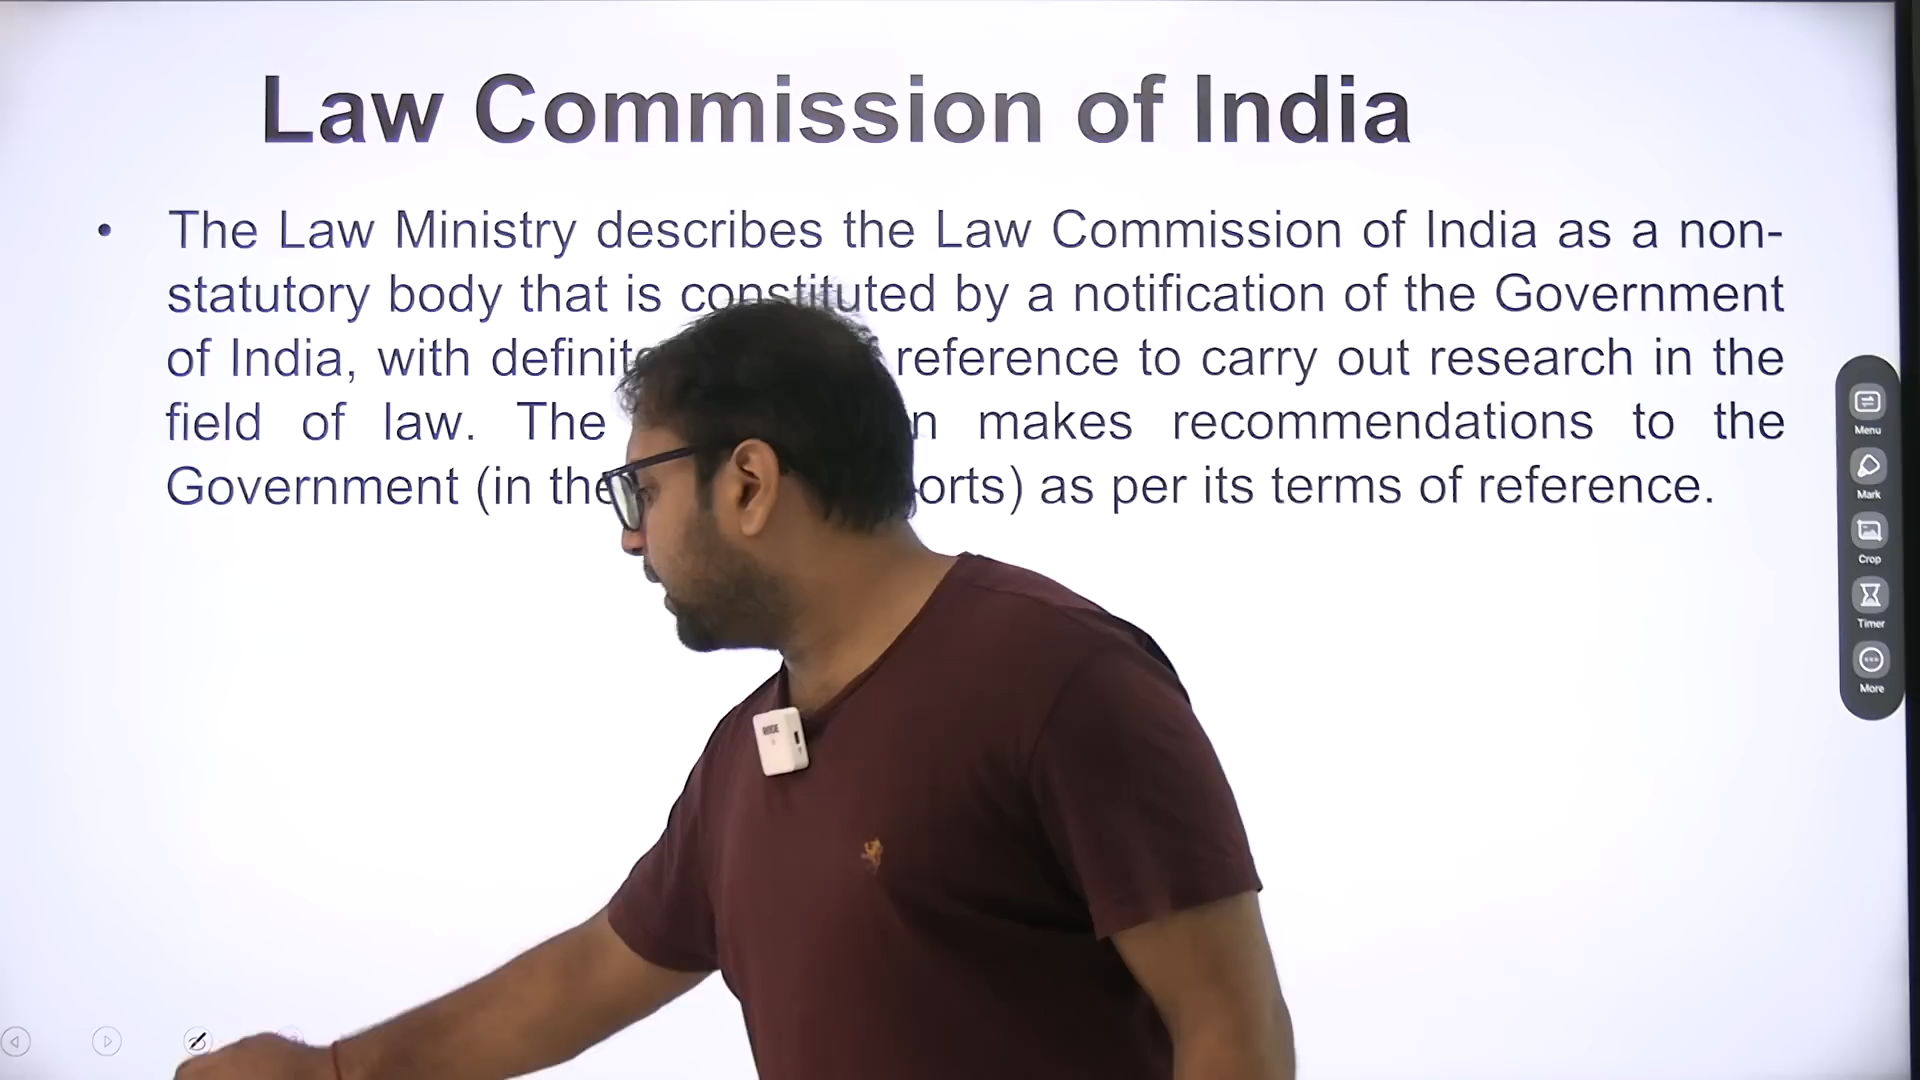 Law Commission of India
• The Law Ministry describes the Law Commission of India as a non-
statutory body that is constituted by a notification of the Government
of India, with reference to carry out research in the
field of law. The makes recommendations to the
Government (in the as per its terms of reference.
Menu
Mark
Crop
Timer
More
RODE